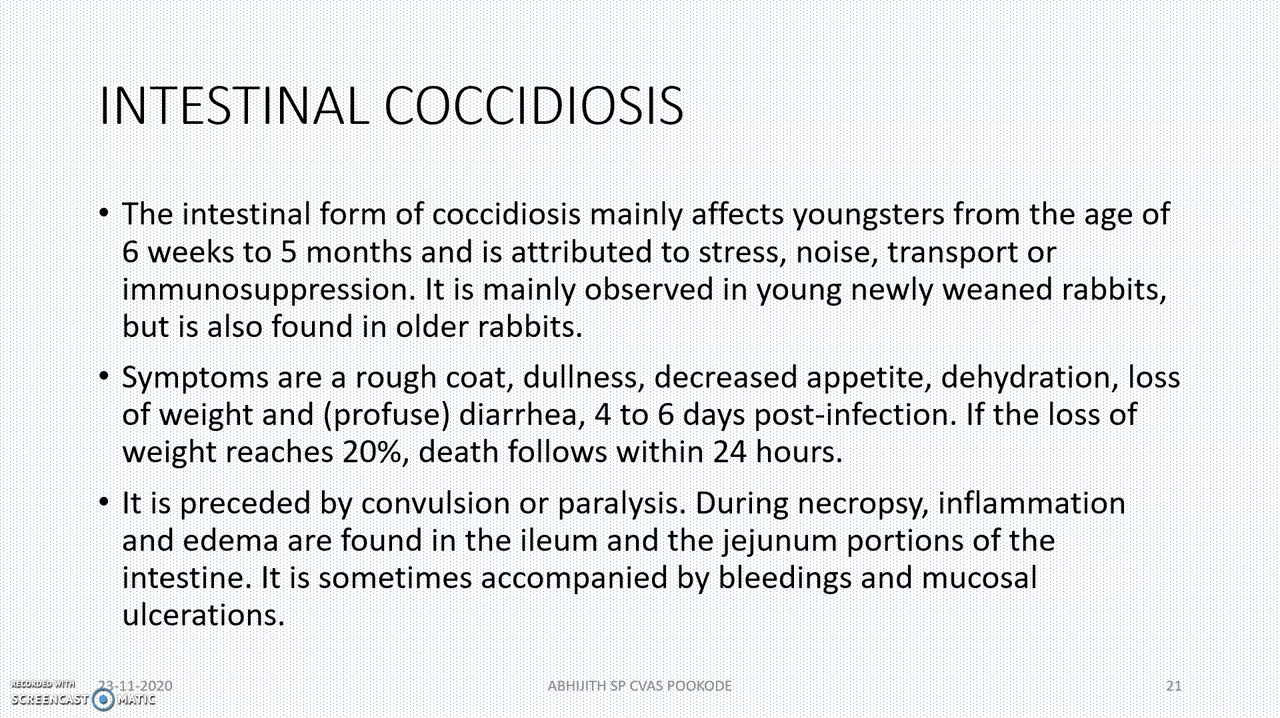 INTESTINAL COCCIDIOSIS
• The intestinal form of coccidiosis mainly affects youngsters from the age of
6 weeks to 5 months and is attributed to stress, noise, transport or
immunosuppression. It is mainly observed in young newly weaned rabbits,
but is also found in older rabbits.
• Symptoms are a rough coat, dullness, decreased appetite, dehydration, loss
of weight and (profuse) diarrhea, 4 to 6 days post-infection. If the loss of
weight reaches 20%, death follows within 24 hours.
• It is preceded by convulsion or paralysis. During necropsy, inflammation
and edema are found in the ileum and the jejunum portions of the
intestine. It is sometimes accompanied by bleedings and mucosal
ulcerations.
RECORDED WITH
SCREENCAST MATIC
23-11-2020
ABHIJITH SP CVAS POOKODE
21